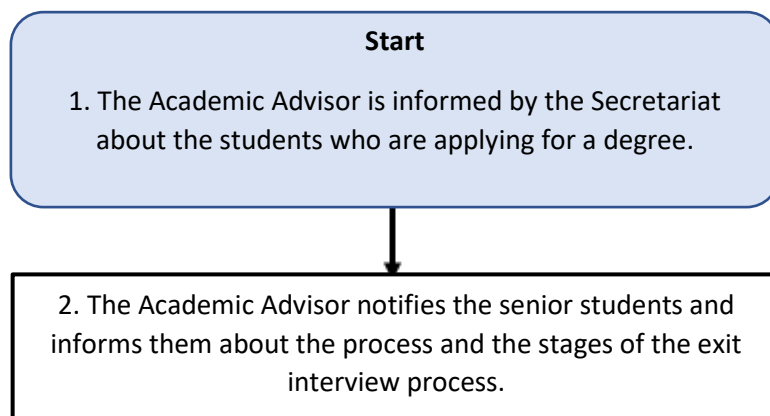 Start
1. The Academic Advisor is informed by the Secretariat
about the students who are applying for a degree.
2. The Academic Advisor notifies the senior students and
informs them about the process and the stages of the exit
interview process.